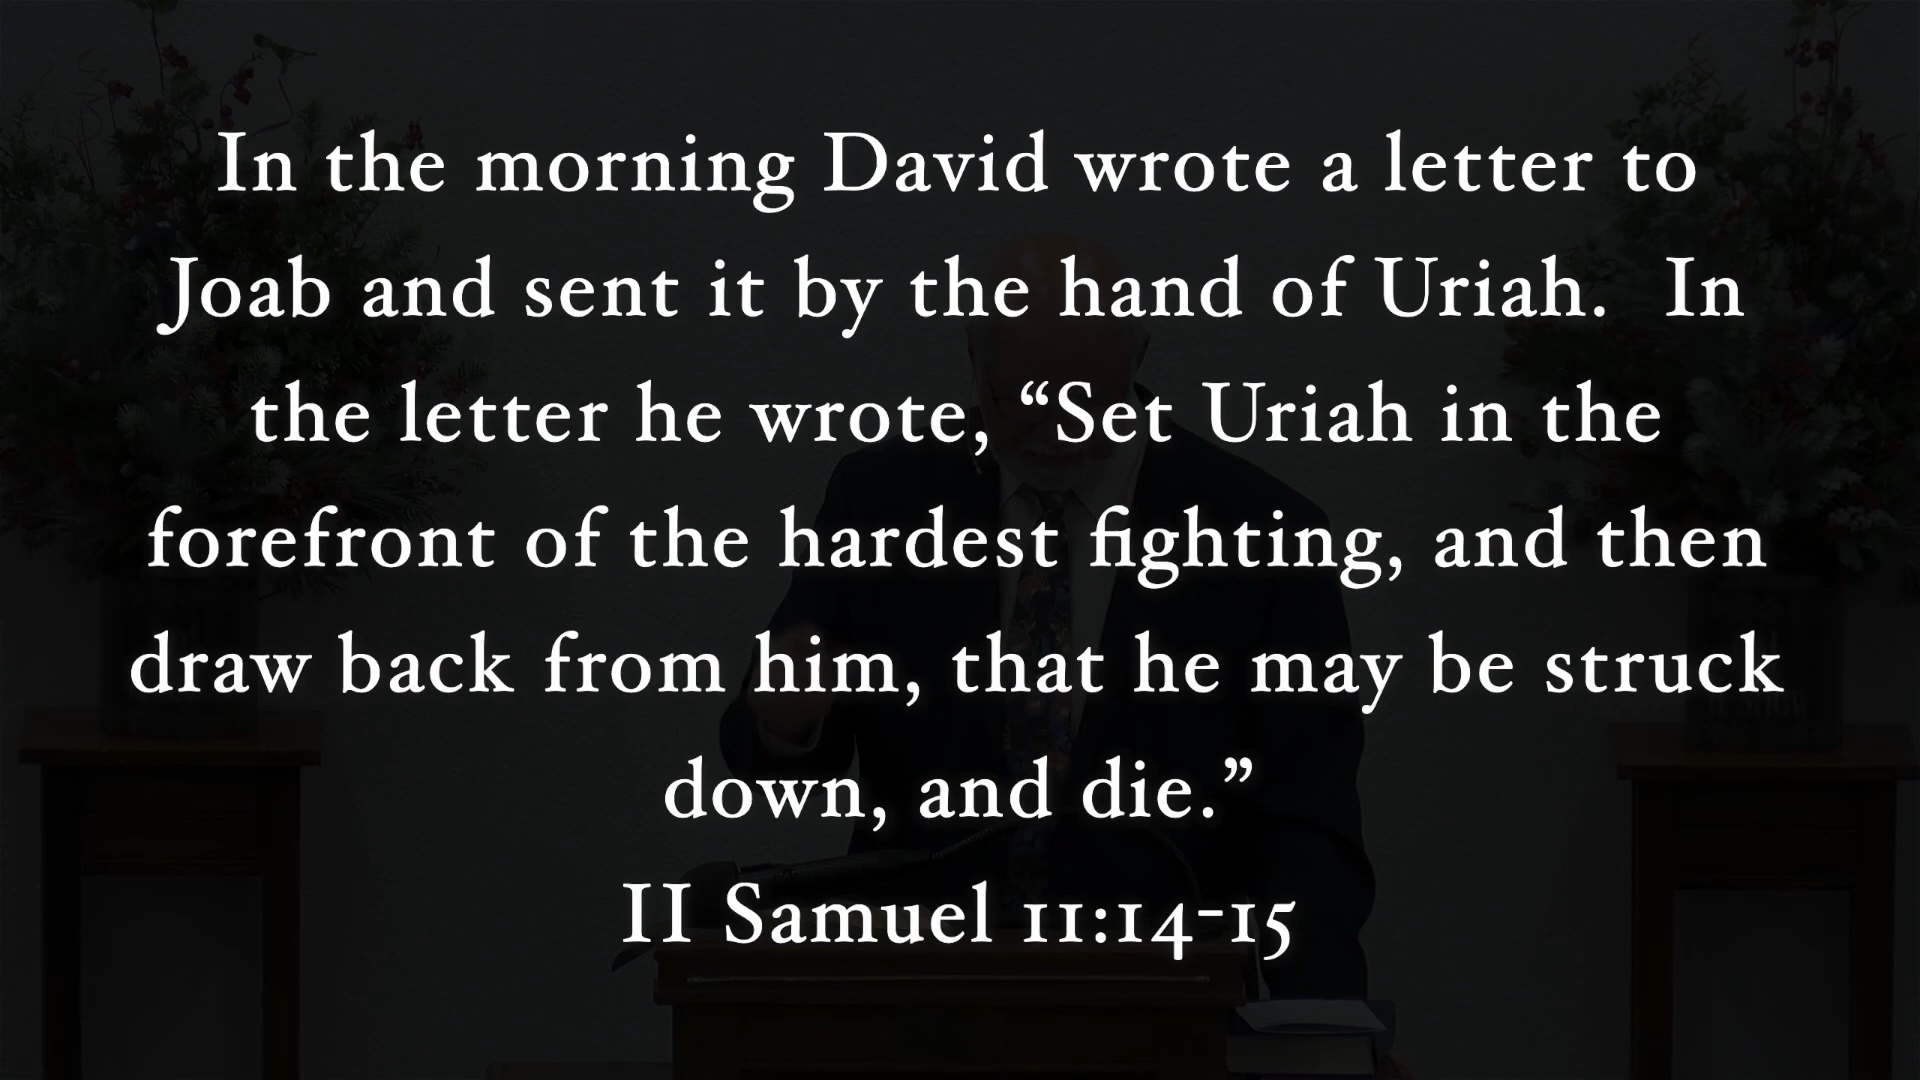 In the morning David wrote a letter to
Joab and sent it by the hand of Uriah.  In
the letter he wrote, “Set Uriah in the
forefront of the hardest fighting, and then
draw back from him, that he may be struck
down, and die.”
II Samuel 11:14-15